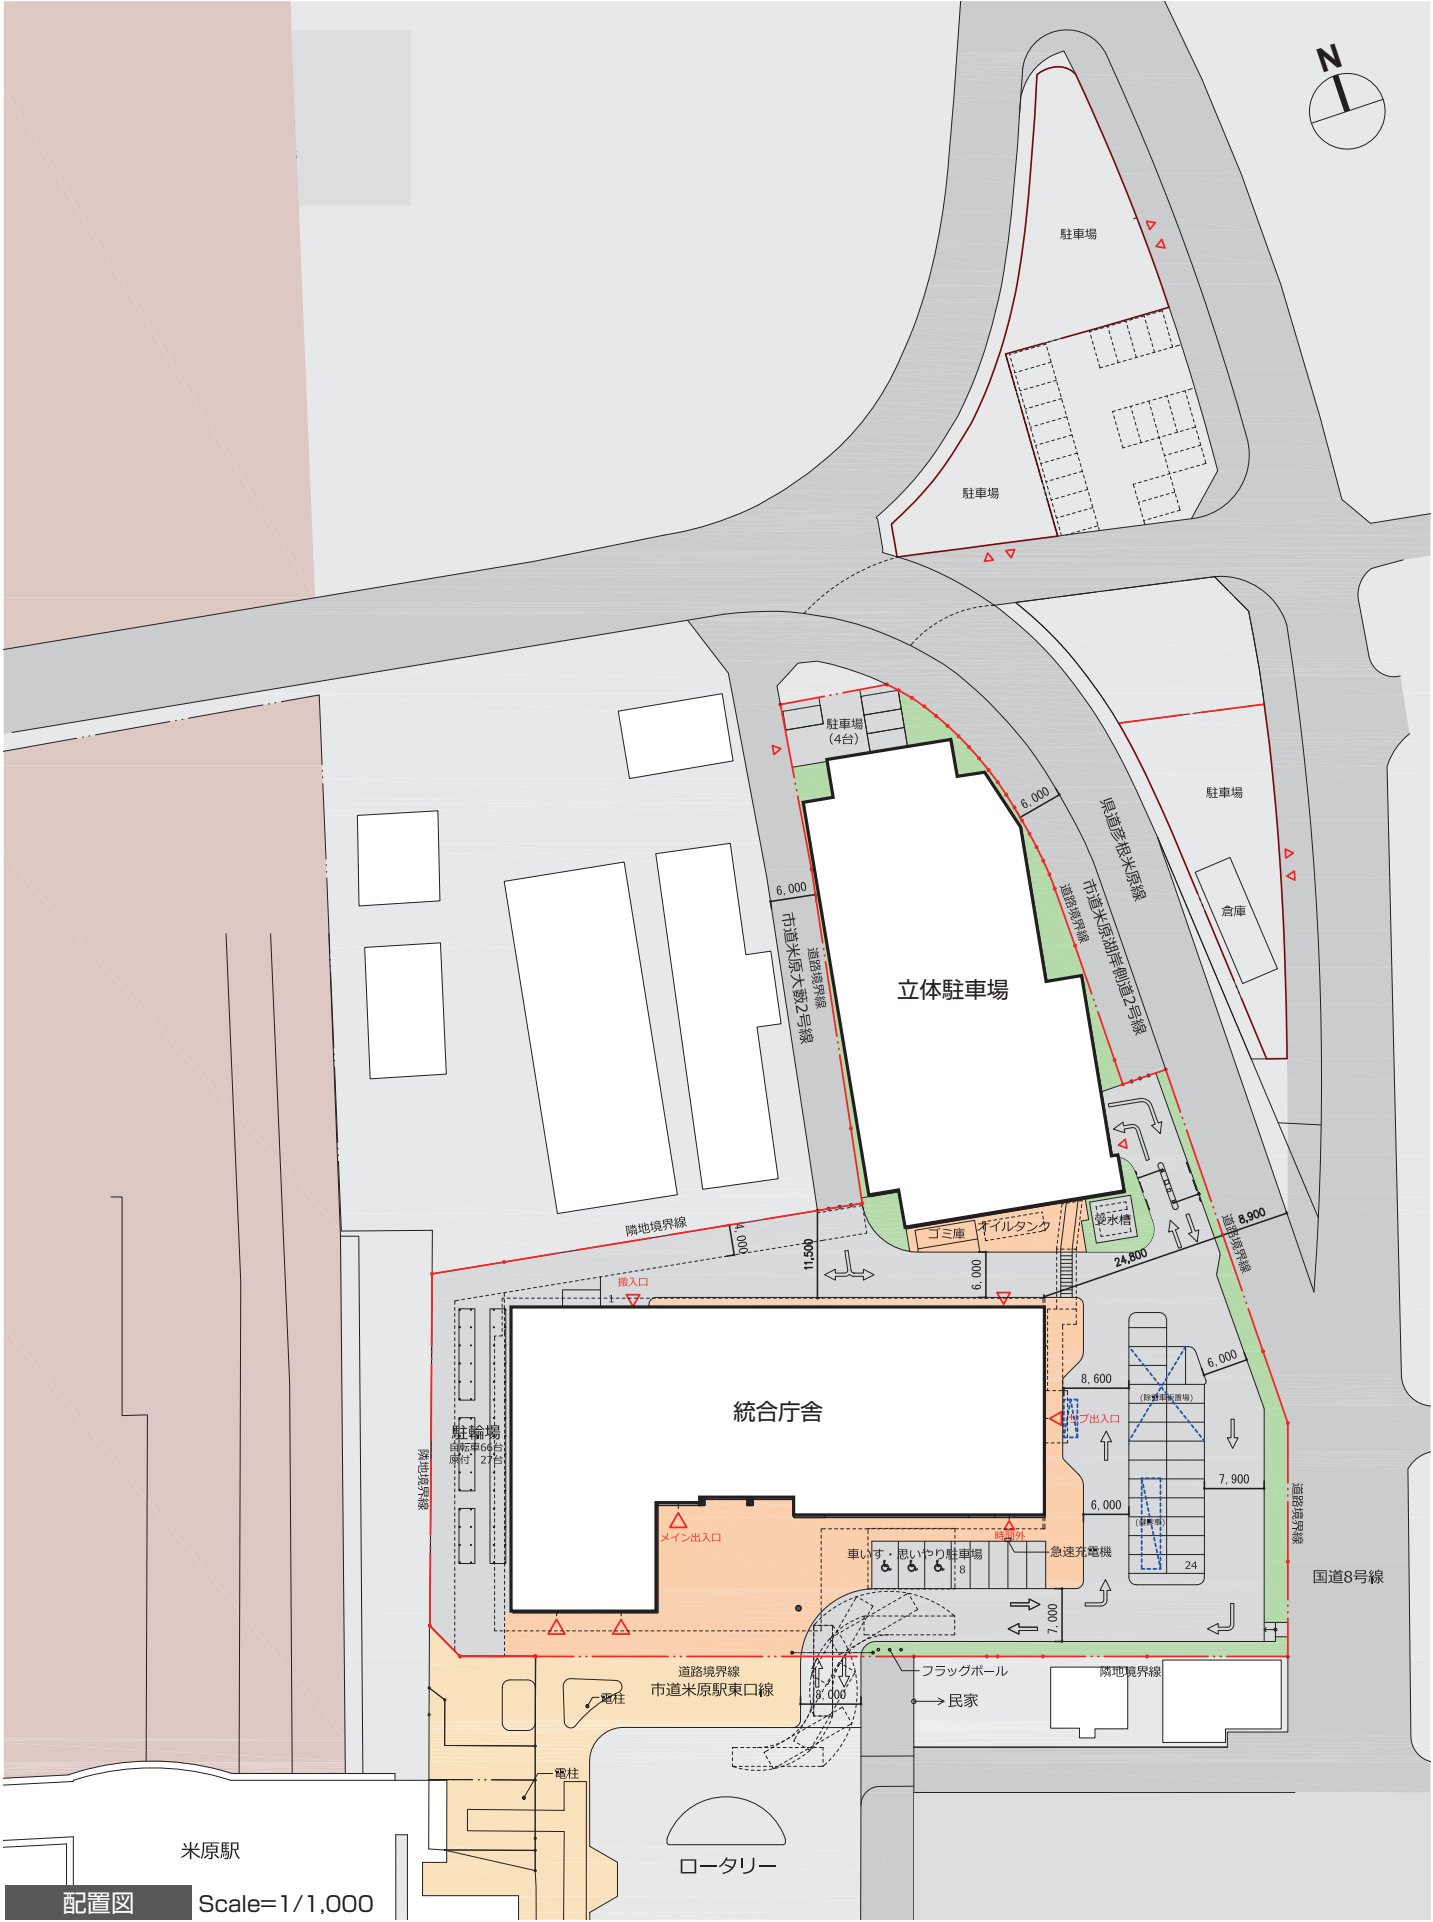 N
駐車場
駐車場
駐車場
(4台)
6,000
県道彦根米原線
駐車場
市道米原湖岸側道2号線
道路境界線
倉庫
6,000
市道米原大藪2号線
道路境界線
立体駐車場
隣地境界線
4,000
11,500
ゴミ庫
オイルタンク
受水槽
道路境界線
8,900
24,800
6,000
搬入口
1
統合庁舎
8,600
6,000
サブ出入口
駐輪場
自転車66台
原付 27台
隣地境界線
7,900
6,000
道路境界線
メイン出入口
時間外
車いす・思いやり駐車場
8
急速充電機
24
国道8号線
7,000
道路境界線
市道米原駅東口線
フラッグポール
隣地境界線
電柱
8,000
民家
電柱
米原駅
ロータリー
配置図
Scale=1/1,000